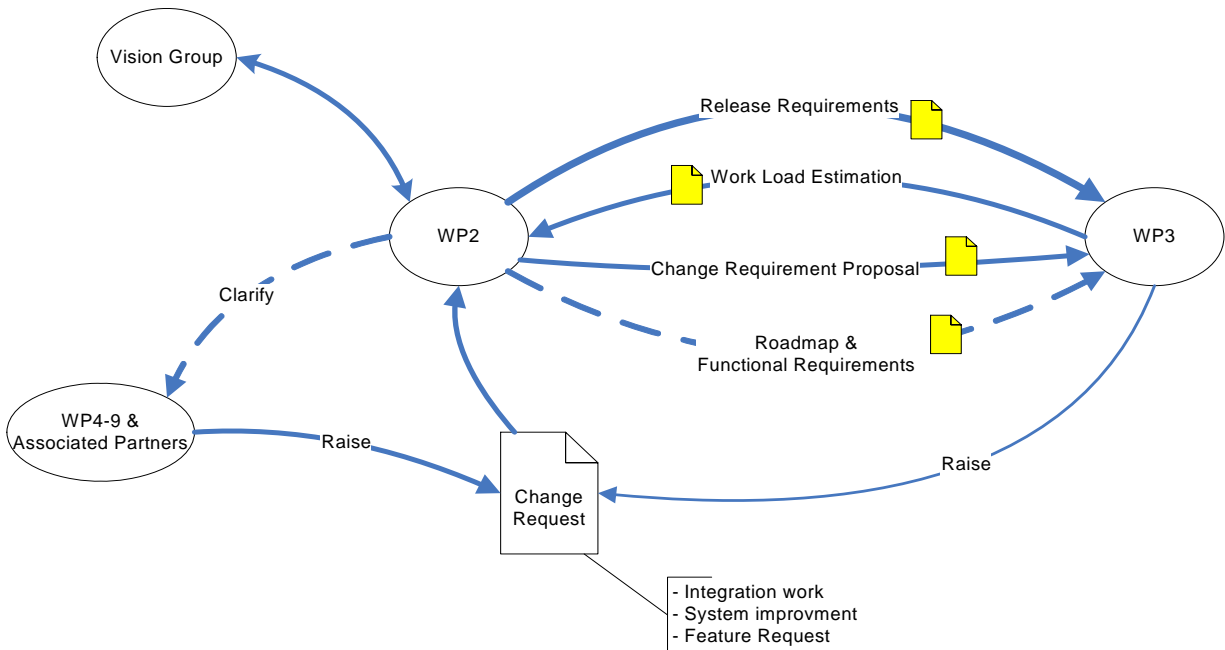 Vision Group
Release Requirements
Work Load Estimation
WP2
WP3
Change Requirement Proposal
Clarify
Roadmap &
Functional Requirements
WP4-9 &
Associated Partners
Raise
Raise
Change
Request
- Integration work
- System improvment
- Feature Request